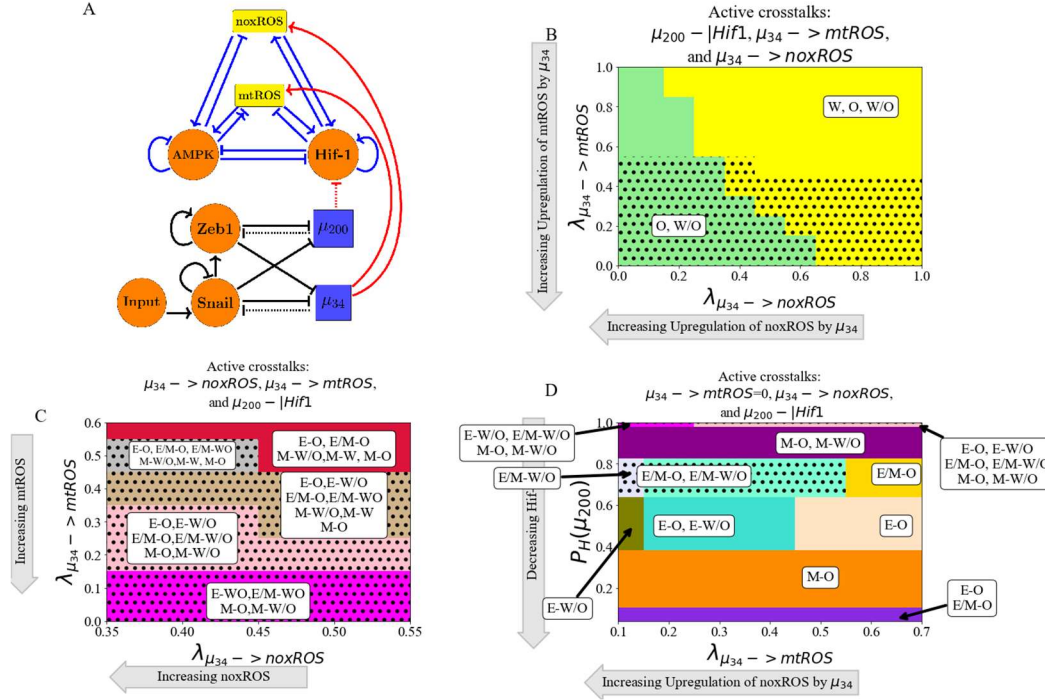 A
noxROS
mtROS
AMPK
Hif-1
Zeb1
μ200
Input
Snail
μ34
B
Active crosstalks:
μ200 − |Hif1, μ34 − > mtROS,
and μ34 − > noxROS
Increasing Upregulation of mtROS by μ34
λμ34 − > mtROS
1.0
0.8
0.6
0.4
0.2
0.0
W, O, W/O
O, W/O
0.0 0.2 0.4 0.6 0.8 1.0
λμ34 − > noxROS
Increasing Upregulation of noxROS by μ34
C
Active crosstalks:
μ34 − > noxROS, μ34 − > mtROS,
and μ200 − |Hif1
Increasing mtROS
λμ34 − > mtROS
0.6
0.5
0.4
0.3
0.2
0.1
0.0
E-O, E/M-O, E/M-WO
M-W/O,M-W, M-O
E-O, E/M-O
M-W/O,M-W, M-O
E-O,E-W/O
E/M-O,E/M-WO
M-W/O,M-W
M-O
E-O,E-W/O
E/M-O,E/M-W/O
M-O,M-W/O
E-WO,E/M-WO
M-O,M-W/O
0.35 0.40 0.45 0.50 0.55
λμ34 − > noxROS
Increasing noxROS
D
Active crosstalks:
μ34 − > mtROS=0, μ34 − > noxROS,
and μ200 − |Hif1
Decreasing Hif-
PH(μ200)
1.0
0.8
0.6
0.4
0.2
E-W/O, E/M-W/O
M-O, M-W/O
E/M-W/O
E-W/O
M-O, M-W/O
E/M-O, E/M-W/O
E/M-O
E-O, E-W/O
E-O
M-O
E-O, E-W/O
E/M-O, E/M-W/O
M-O, M-W/O
E-O
E/M-O
0.1 0.2 0.3 0.4 0.5 0.6 0.7
λμ34 − > mtROS
Increasing Upregulation of noxROS by μ34